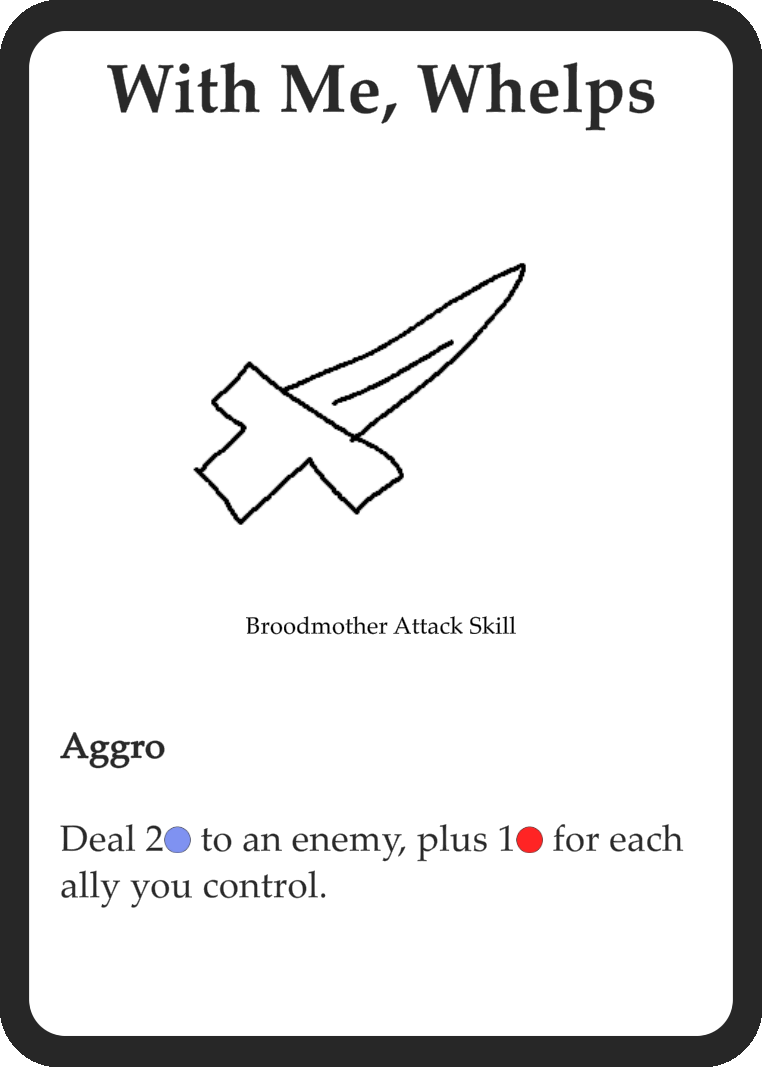 With Me, Whelps
Broodmother Attack Skill
Aggro
Deal 2 to an enemy, plus 1 for each
ally you control.